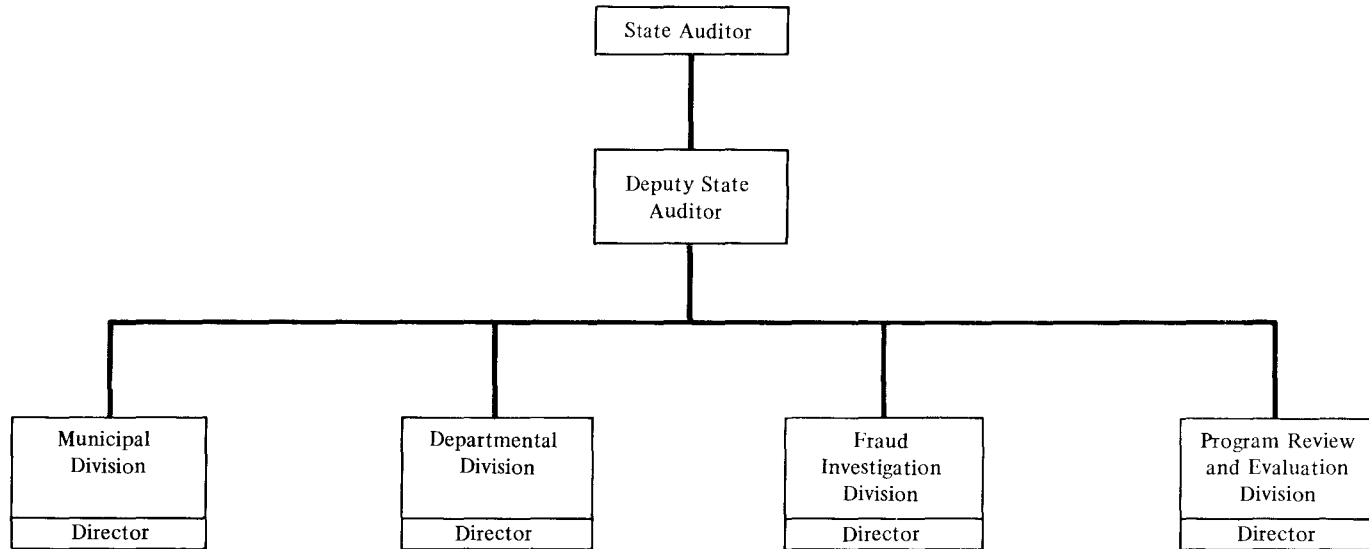 State Auditor
Deputy State
Auditor
Municipal
Division
Director
Departmental
Division
Director
Fraud
Investigation
Division
Director
Program Review
and Evaluation
Division
Director